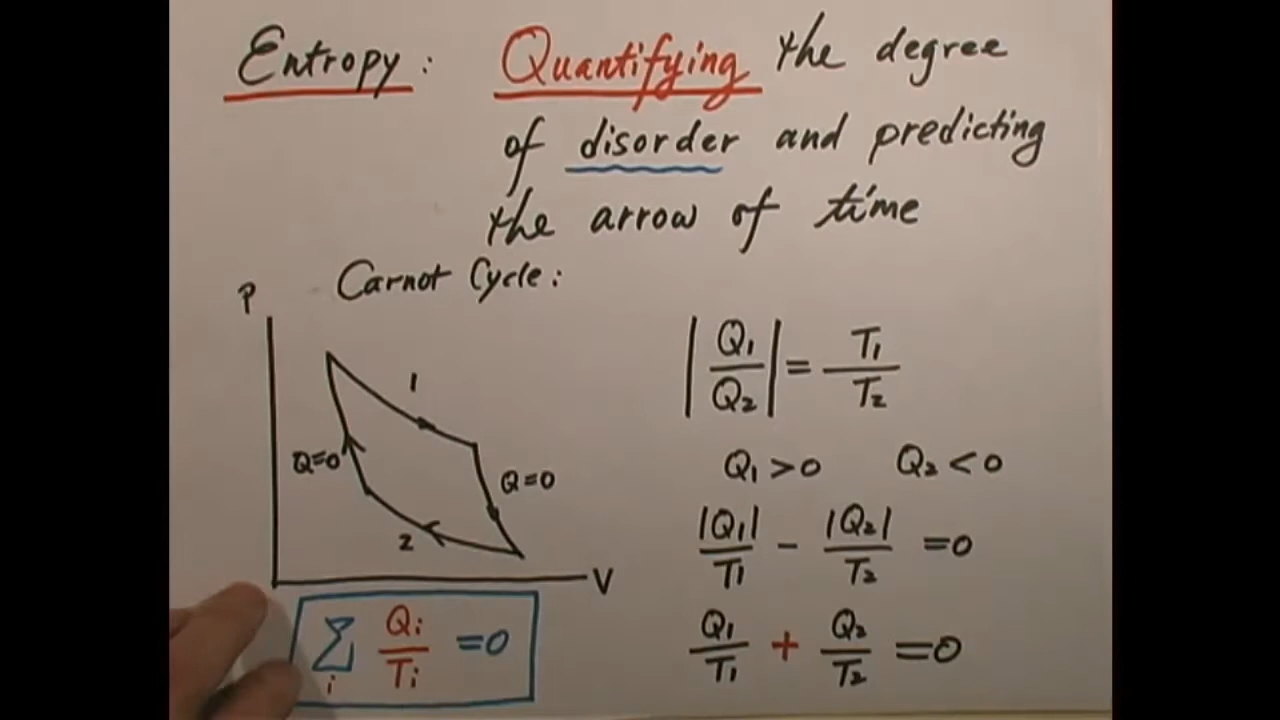 Entropy: Quantifying the degree
of disorder and predicting
the arrow of time
Carnot Cycle:
P
1
Q=0
Q=0
2
V
∑i Qi/Ti =0
|Q1/Q2| = T1/T2
Q1>0 Q2<0
|Q1|/T1 - |Q2|/T2 =0
Q1/T1 + Q2/T2 =0